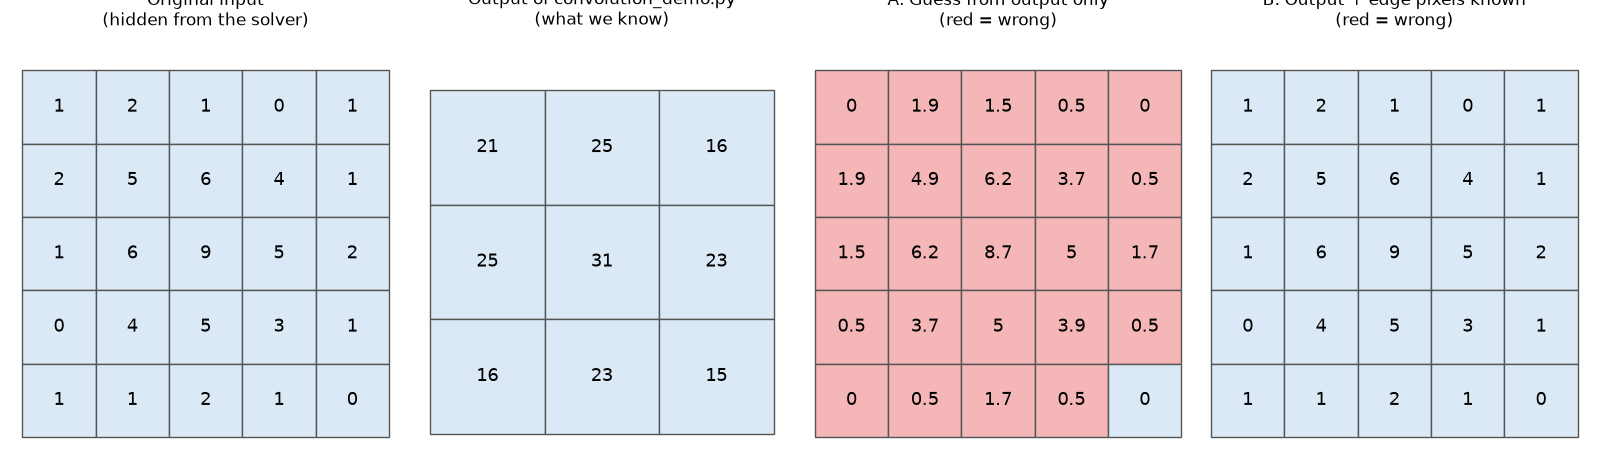 Original input
(hidden from the solver)
1 2 1 0 1
2 5 6 4 1
1 6 9 5 2
0 4 5 3 1
1 1 2 1 0
Output of convolution_demo.py
(what we know)
21 25 16
25 31 23
16 23 15
A. Guess from output only
(red = wrong)
0 1.9 1.5 0.5 0
1.9 4.9 6.2 3.7 0.5
1.5 6.2 8.7 5 1.7
0.5 3.7 5 3.9 0.5
0 0.5 1.7 0.5 0
B. Output + edge pixels known
(red = wrong)
1 2 1 0 1
2 5 6 4 1
1 6 9 5 2
0 4 5 3 1
1 1 2 1 0